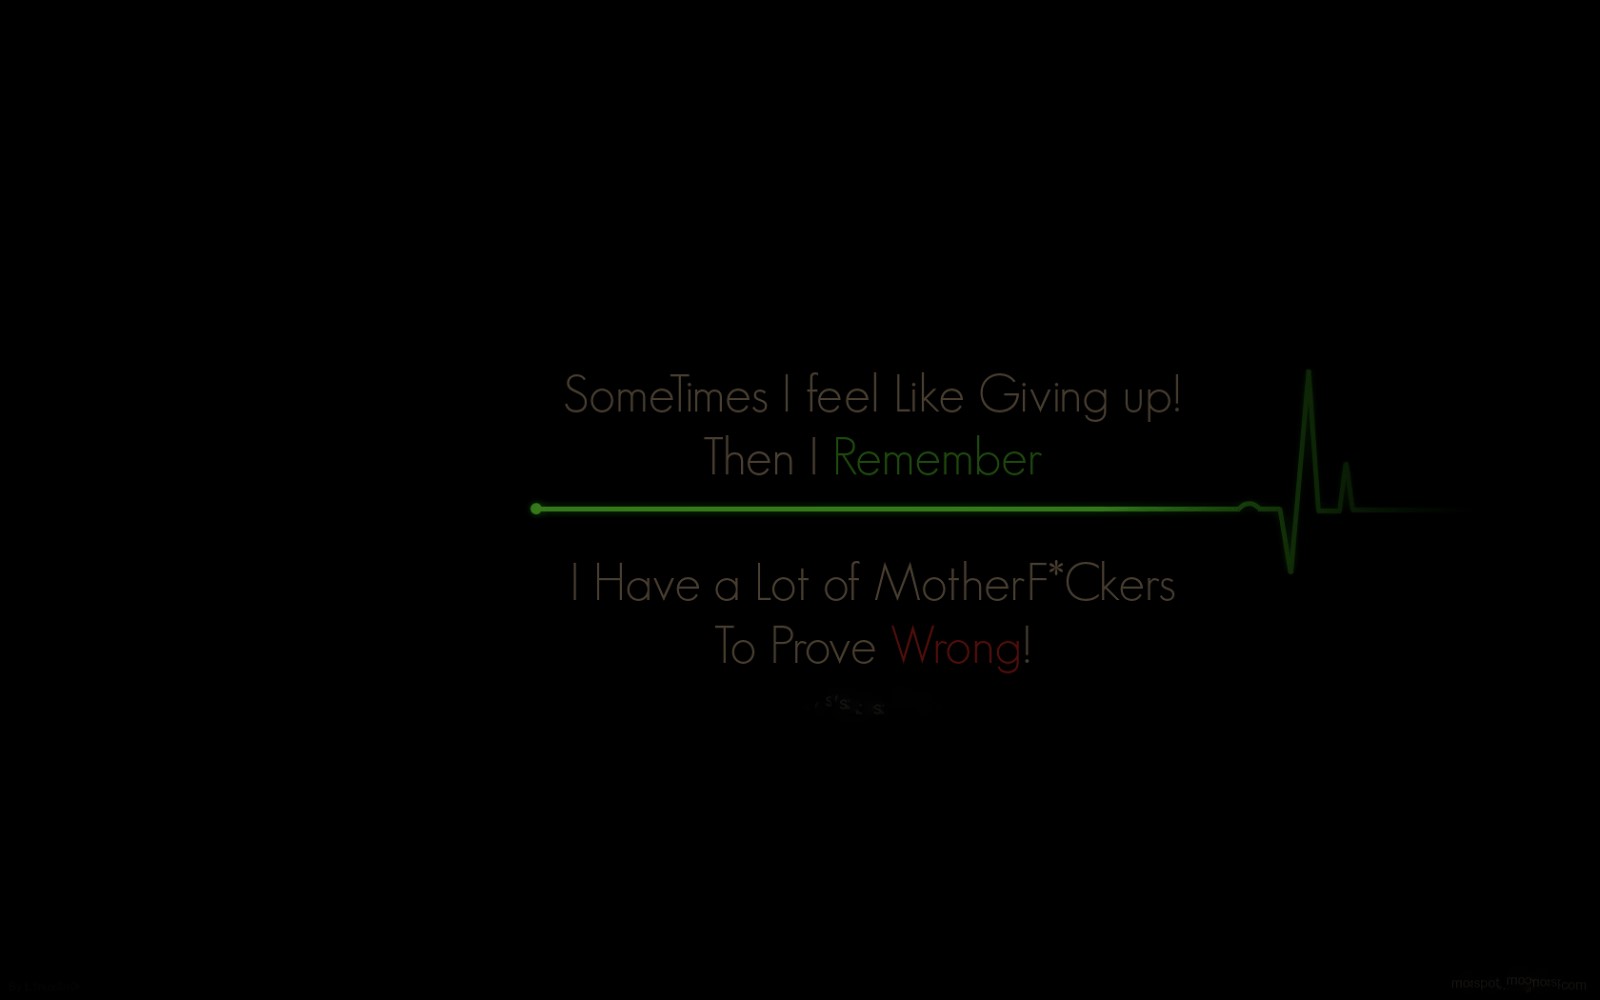 SomeTimes I feel Like Giving up!
Then I Remember
I Have a Lot of MotherF*Ckers
To Prove Wrong!